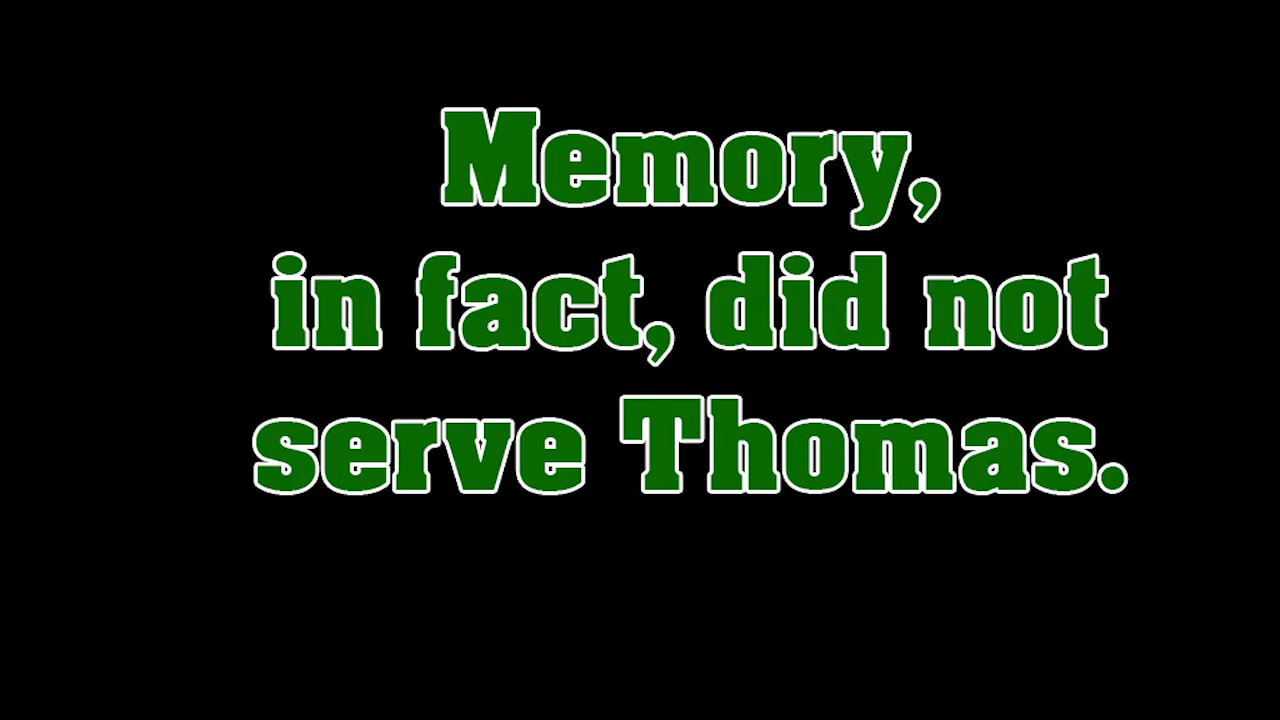 Memory,
in fact, did not
serve Thomas.